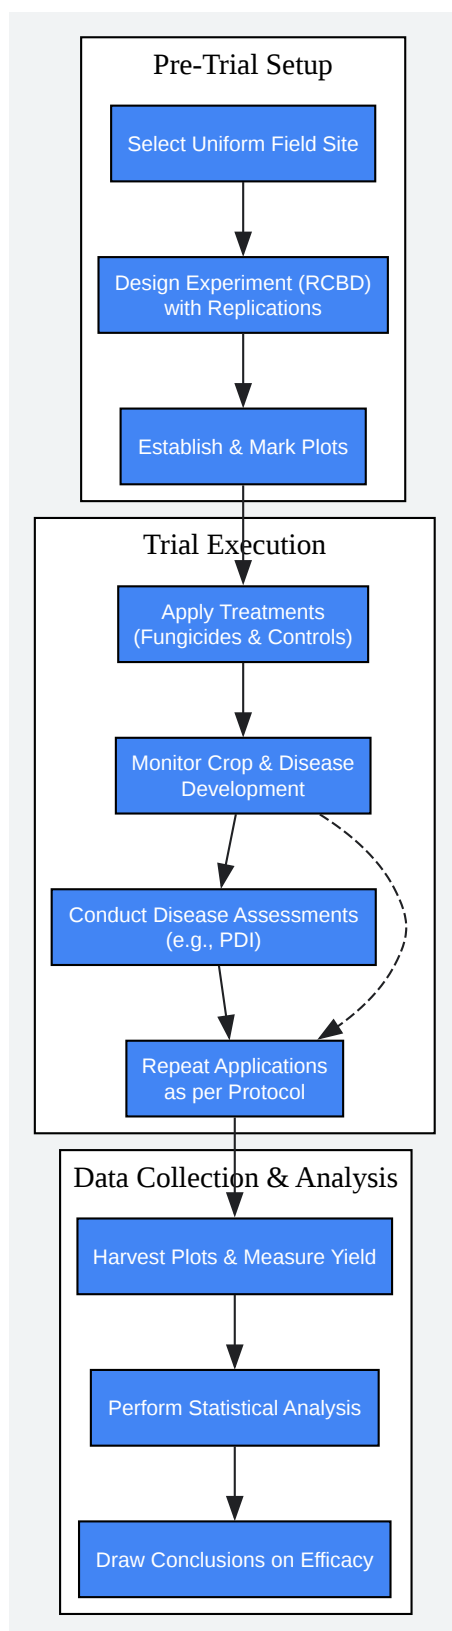 Pre-Trial Setup
Select Uniform Field Site
Design Experiment (RCBD)
with Replications
Establish & Mark Plots
Trial Execution
Apply Treatments
(Fungicides & Controls)
Monitor Crop & Disease
Development
Conduct Disease Assessments
(e.g., PDI)
Repeat Applications
as per Protocol
Data Collection & Analysis
Harvest Plots & Measure Yield
Perform Statistical Analysis
Draw Conclusions on Efficacy